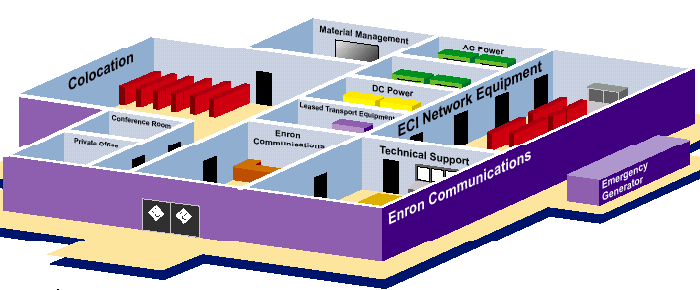 Material Management
AC Power
Colocation
DC Power
ECI Network Equipment
Leased Transport Equipment
Conference Room
Private Office
Enron
Communications
Technical Support
Enron Communications
Emergency
Generator